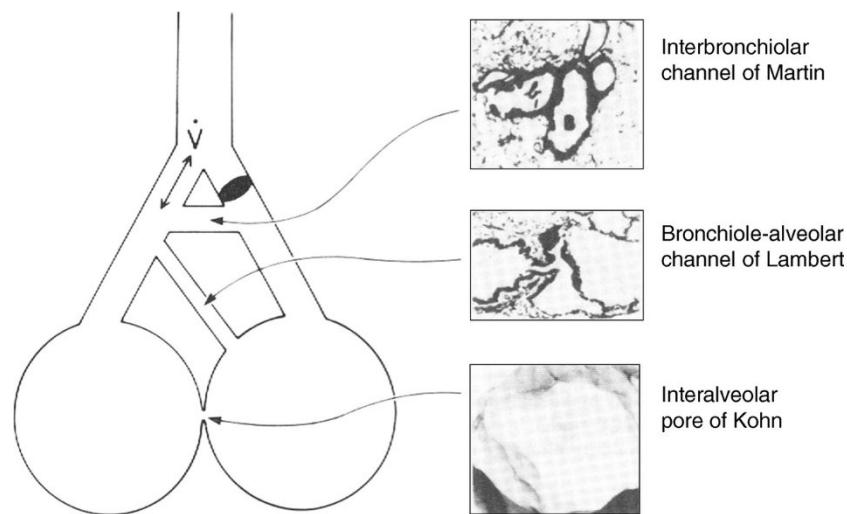 Interbronchiolar
channel of Martin
V̇
Bronchiole-alveolar
channel of Lambert
Interalveolar
pore of Kohn